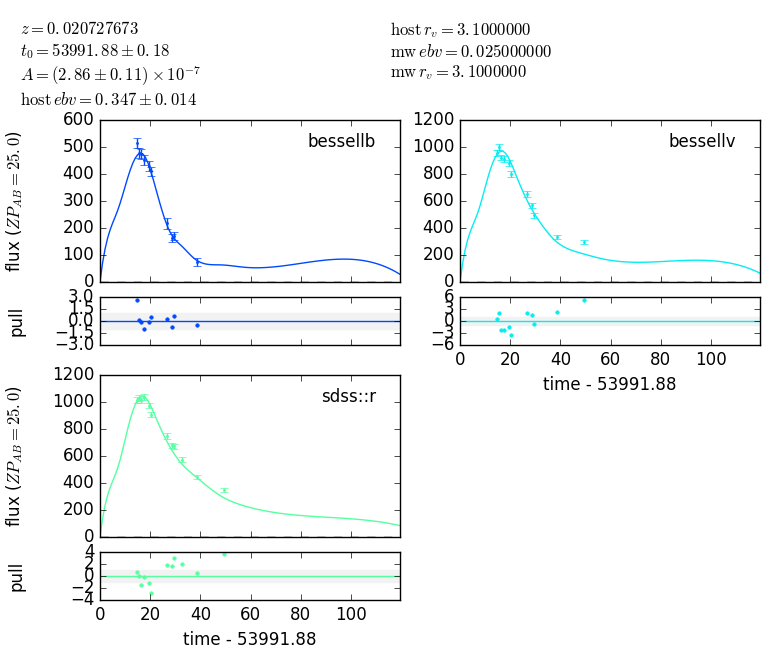 z = 0.020727673
t₀ = 53991.88 ± 0.18
A = (2.86 ± 0.11) × 10⁻⁷
host ebv = 0.347 ± 0.014
host r_v = 3.1000000
mw ebv = 0.025000000
mw r_v = 3.1000000
600
500
400
300
200
100
0
flux (ZP_AB = 25.0)
bessellb
3.0
1.5
0.0
−1.5
−3.0
pull
1200
1000
800
600
400
200
0
bessellv
6
3
0
−3
−6
0 20 40 60 80 100
time - 53991.88
1200
1000
800
600
400
200
0
flux (ZP_AB = 25.0)
sdss::r
4
2
0
−2
−4
pull
0 20 40 60 80 100
time - 53991.88